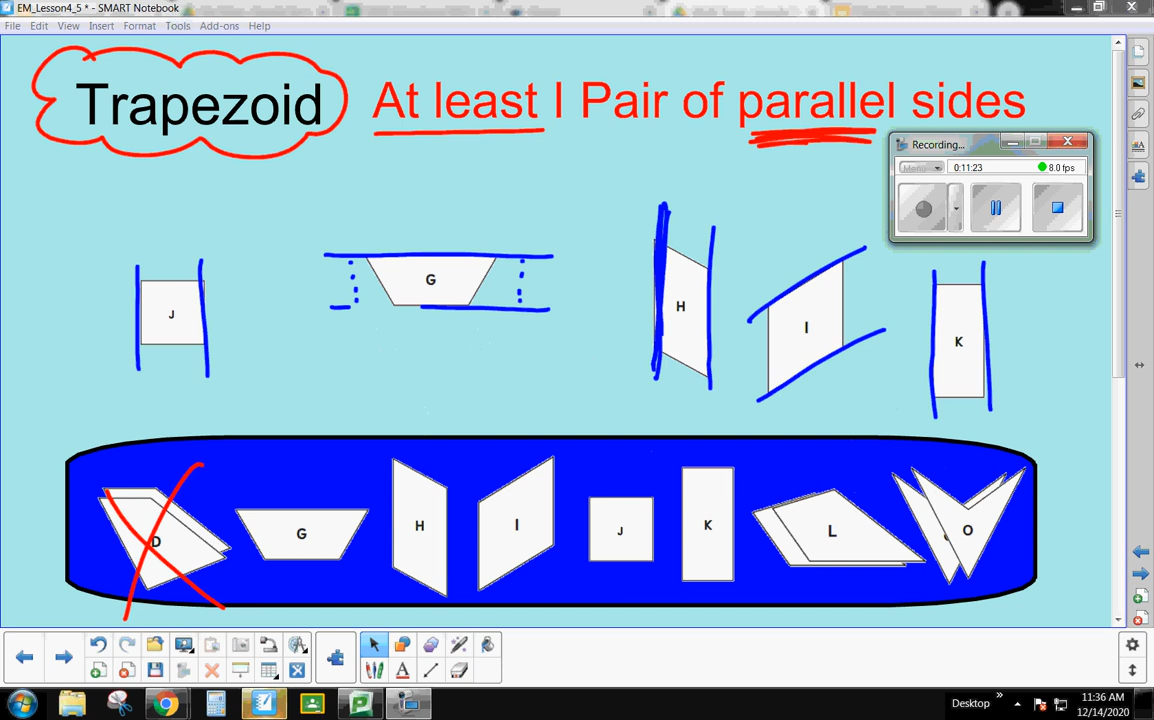 EM_Lesson4_5 * - SMART Notebook
File Edit View Insert Format Tools Add-ons Help
Trapezoid At least I Pair of parallel sides
Recording...
Menu 0:11:23 8.0 fps
J
G
H
I
K
D G H I J K L O
Desktop »
11:36 AM
12/14/2020